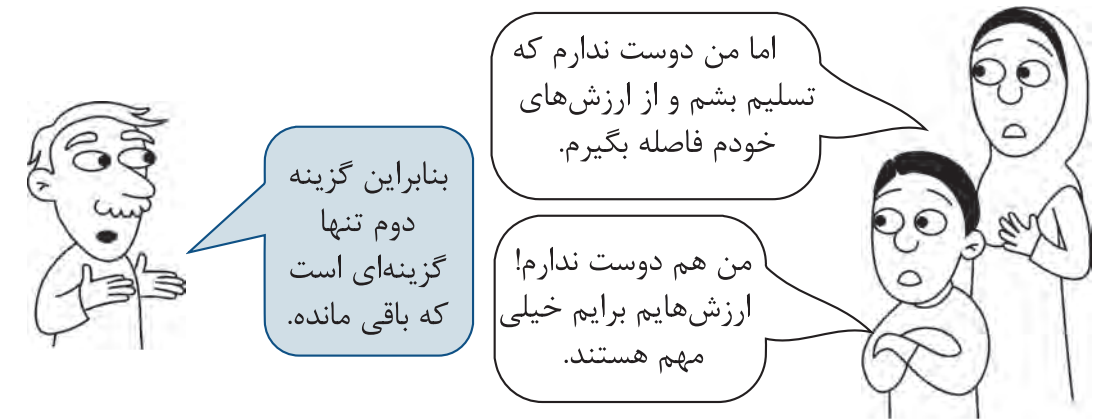 اما من دوست ندارم که
تسلیم بشم و از ارزش‌های
خودم فاصله بگیرم.
من هم دوست ندارم!
ارزش‌هایم برایم خیلی
مهم هستند.
بنابراین گزینه
دوم تنها
گزینه‌ای است
که باقی مانده.